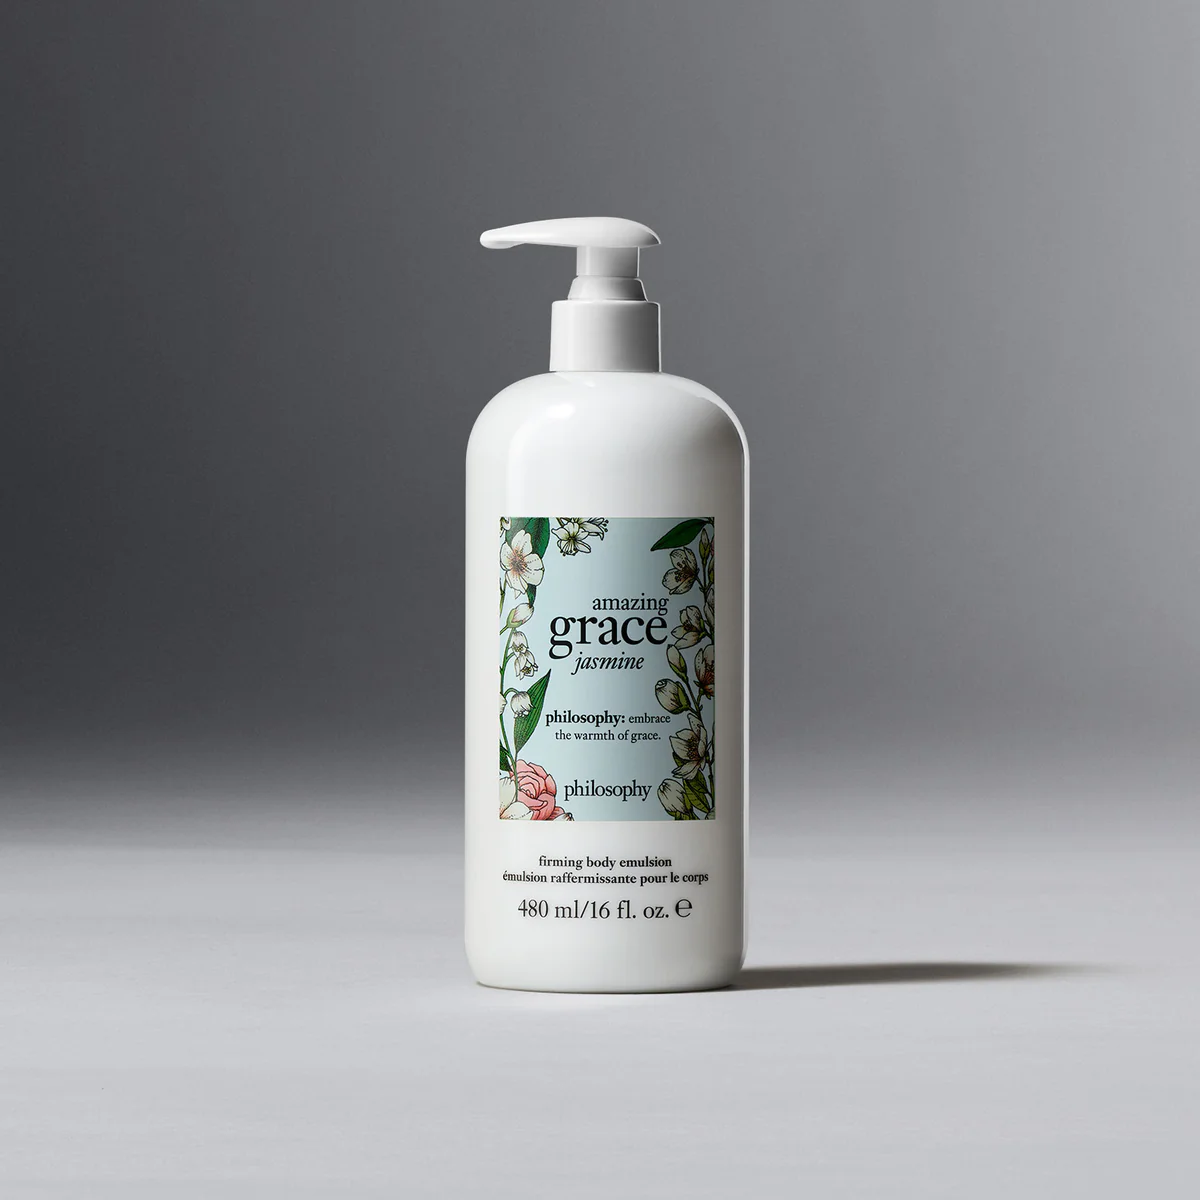 amazing
grace
jasmine
philosophy: embrace
the warmth of grace.
philosophy
firming body emulsion
émulsion raffermissante pour le corps
480 ml/16 fl. oz. ℮